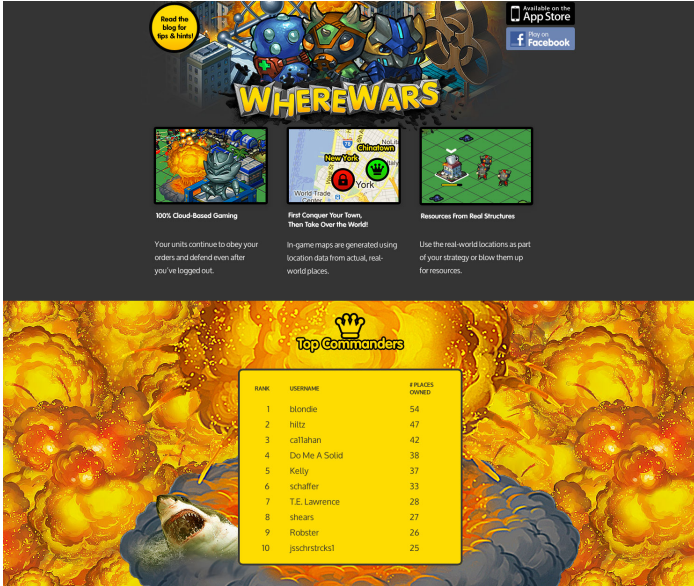 Read the
blog for
tips & hints!
Available on the
App Store
Play on
Facebook
WHEREWARS
New York
Chinatown
NoLit
Italy
York
World Trade
Center
78
100% Cloud-Based Gaming
Your units continue to obey your
orders and defend even after
you've logged out.
First Conquer Your Town,
Then Take Over the World!
In-game maps are generated using
location data from actual, real-
world places.
Resources From Real Structures
Use the real-world locations as part
of your strategy or blow them up
for resources.
Top Commanders
RANK USERNAME # PLACES
OWNED
1 blondie 54
2 hiltz 47
3 ca11ahan 42
4 Do Me A Solid 38
5 Kelly 37
6 schaffer 33
7 T.E. Lawrence 28
8 shears 27
9 Robster 26
10 jsschrstrcks1 25